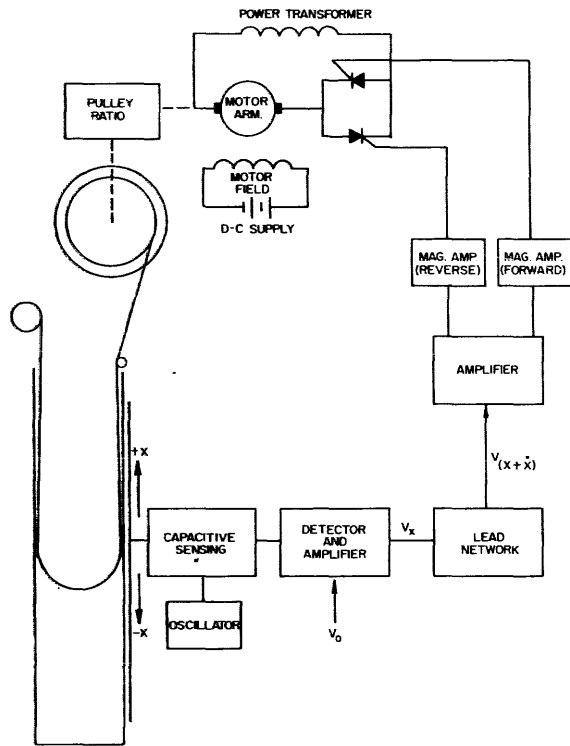 POWER TRANSFORMER
PULLEY
RATIO
MOTOR
ARM.
MOTOR
FIELD
D-C SUPPLY
MAG. AMP.
(REVERSE)
MAG. AMP.
(FORWARD)
AMPLIFIER
V(X + Ẋ)
+X
CAPACITIVE
SENSING
DETECTOR
AND
AMPLIFIER
VX
LEAD
NETWORK
-X
OSCILLATOR
V0